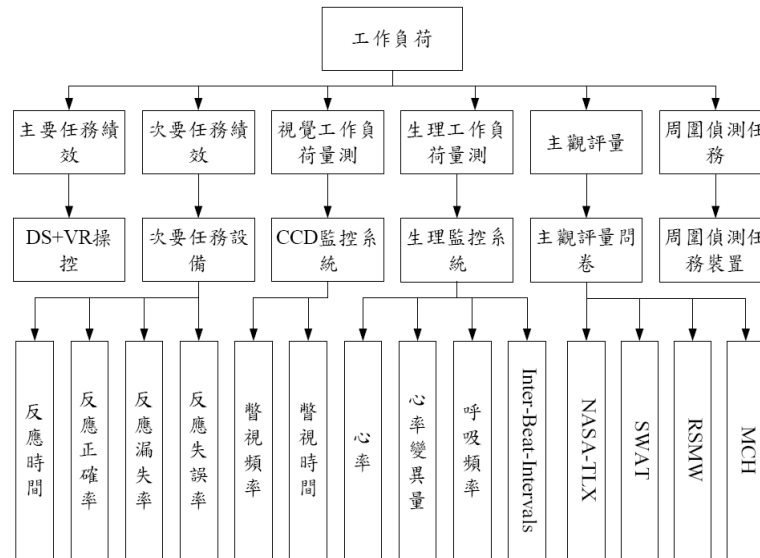 工作負荷
主要任務績
效
次要任務績效
視覺工作負
荷量測
生理工作負
荷量測
主觀評量
周圍偵測任
務
DS+VR操
控
次要任務設
備
CCD監控系
統
生理監控系
統
主觀評量問
卷
周圍偵測任
務裝置
反應時間
反應正確率
反應漏失率
反應失誤率
瞥視頻率
瞥視時間
心率
心率變異量
呼吸頻率
Inter-Beat-Intervals
NASA-TLX
SWAT
RSMW
MCH